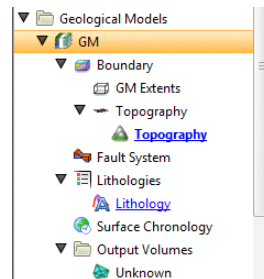 Geological Models
GM
Boundary
GM Extents
Topography
Topography
Fault System
Lithologies
Lithology
Surface Chronology
Output Volumes
Unknown